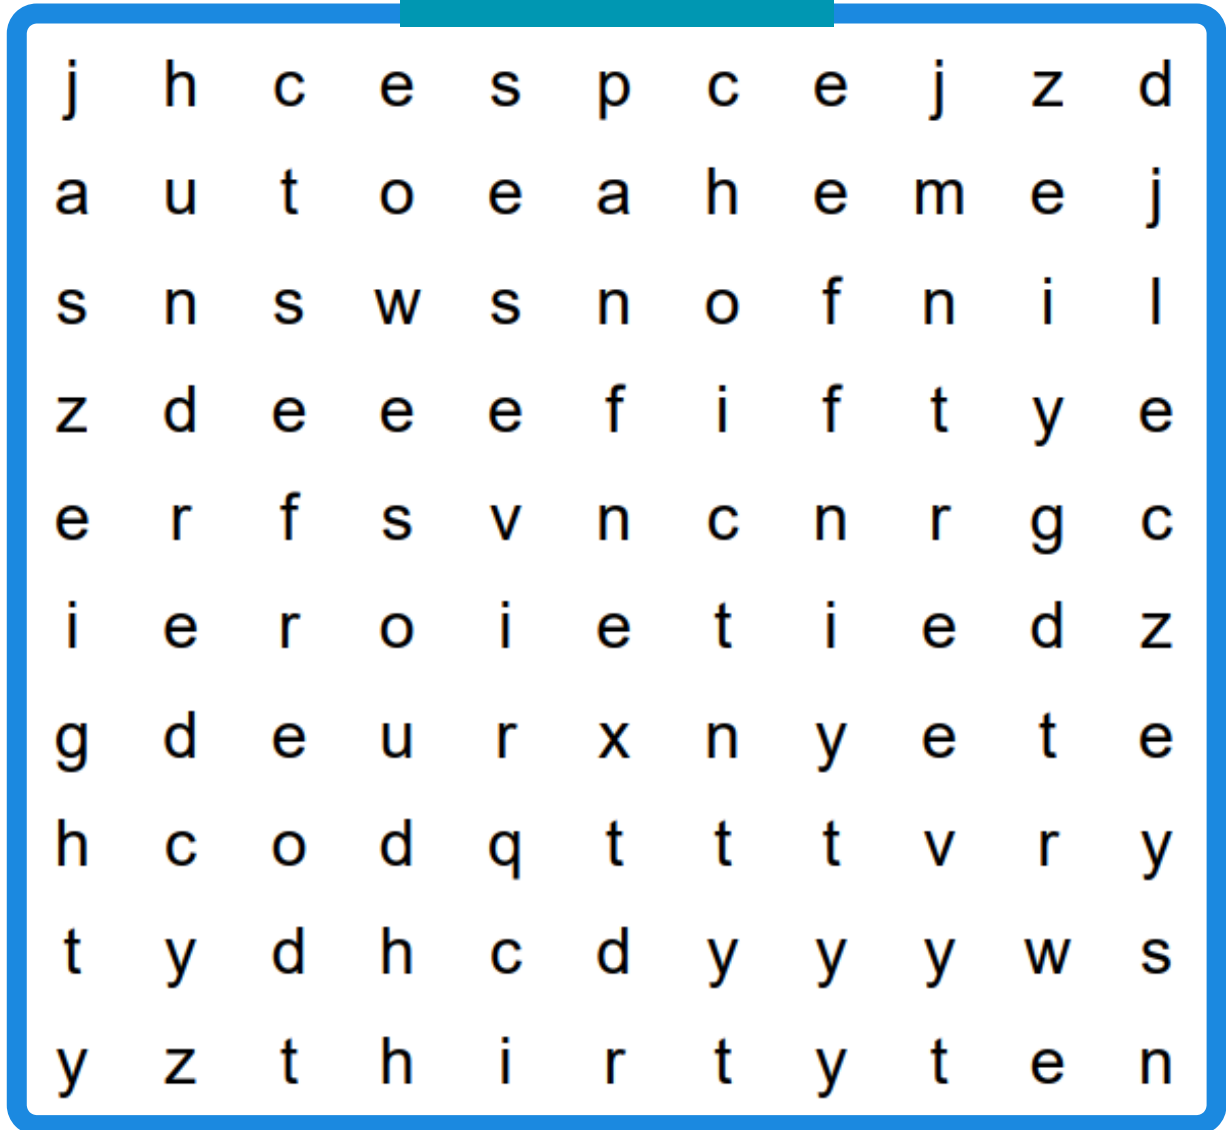 j h c e s p c e j z d
a u t o e a h e m e j
s n s w s n o f n i l
z d e e e f i f t y e
e r f s v n c n r g c
i e r o i e t i e d z
g d e u r x n y e t e
h c o d q t t t v r y
t y d h c d y y y w s
y z t h i r t y t e n